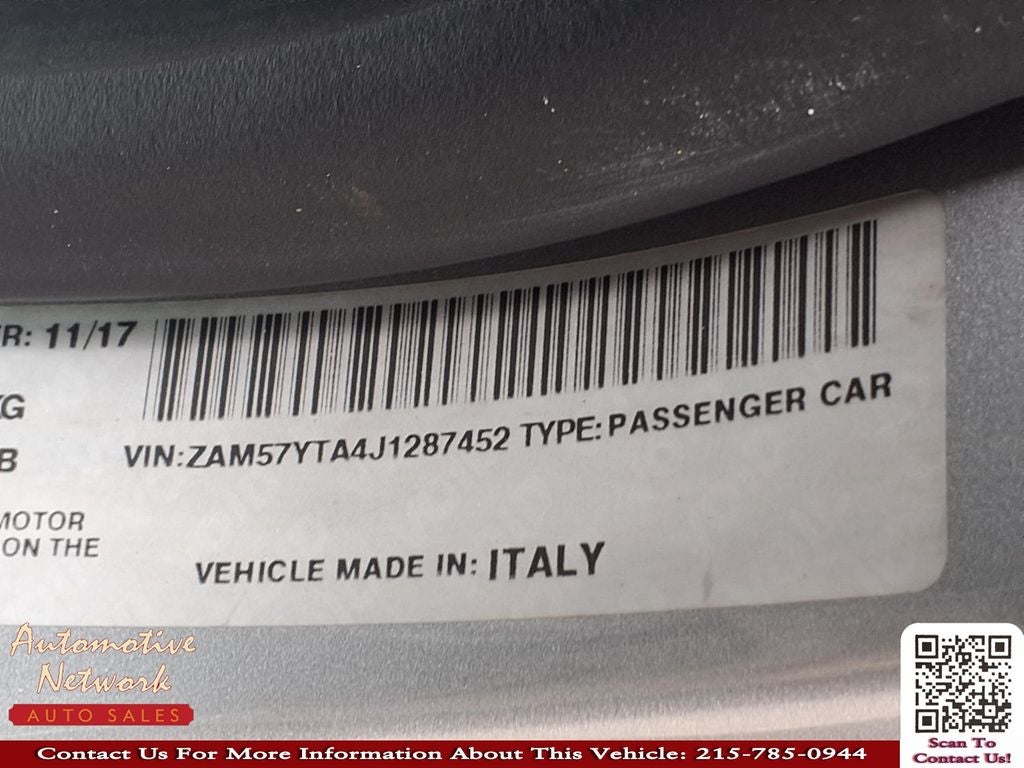 R: 11/17
KG
B
VIN:ZAM57YTA4J1287452 TYPE:PASSENGER CAR
MOTOR
ON THE
VEHICLE MADE IN: ITALY
Automotive
Network
AUTO SALES
Contact Us For More Information About This Vehicle: 215-785-0944
Scan To
Contact Us!